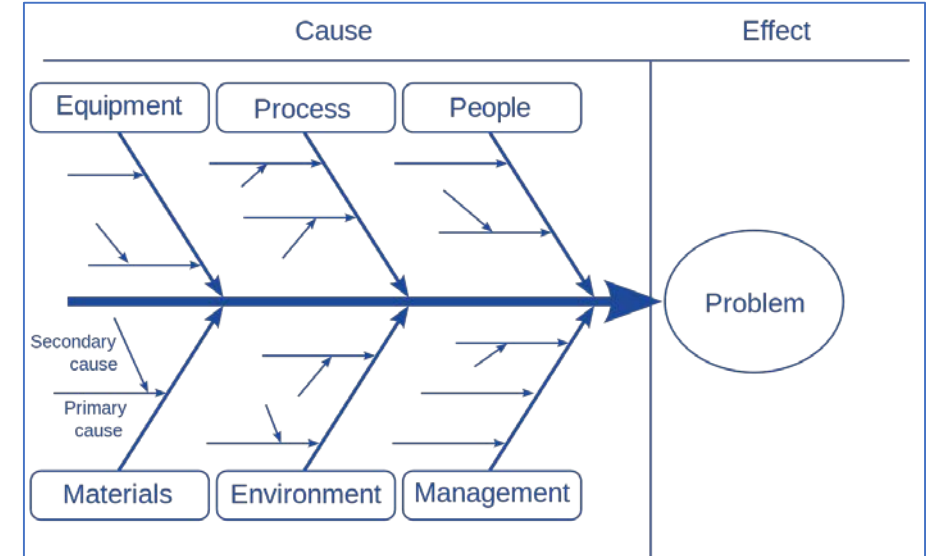 Cause
Effect
Equipment
Process
People
Problem
Secondary
cause
Primary
cause
Materials
Environment
Management